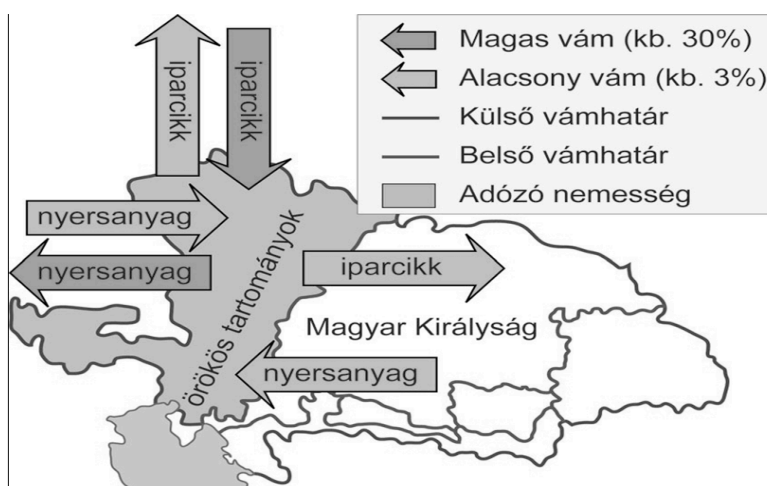 Magas vám (kb. 30%)
Alacsony vám (kb. 3%)
Külső vámhatár
Belső vámhatár
Adózó nemesség
iparcikk
iparcikk
nyersanyag
nyersanyag
örökös tartományok
iparcikk
Magyar Királyság
nyersanyag